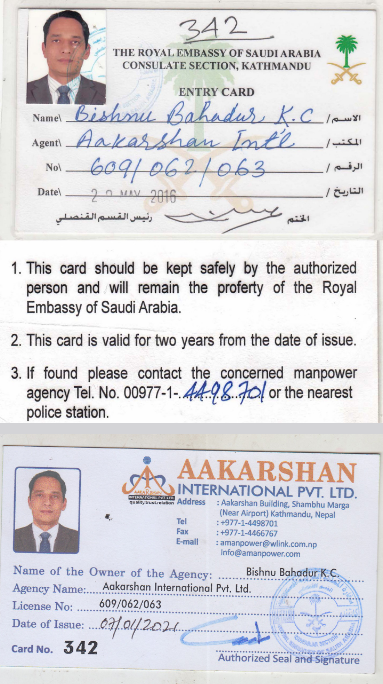 342
THE ROYAL EMBASSY OF SAUDI ARABIA
CONSULATE SECTION, KATHMANDU
ENTRY CARD
Name\ Bishnu Bahadur K.C /الاسم
Agent\ Aakarshan Int'l /المكتب
No\ 609/062/063 /الرقم
Date\ MAY 2016 /التاريخ
رئيس القسم القنصلي الختم
1. This card should be kept safely by the authorized
person and will remain the proferty of the Royal
Embassy of Saudi Arabia.
2. This card is valid for two years from the date of issue.
3. If found please contact the concerned manpower
agency Tel. No. 00977-1-4498701 or the nearest
police station.
AAKARSHAN
INTERNATIONAL PVT. LTD.
Address : Aakarshan Building, Shambhu Marga
(Near Airport) Kathmandu, Nepal
Tel : +977-1-4498701
Fax : +977-1-4466767
E-mail : amanpower@wlink.com.np
info@amanpower.com
Name of the Owner of the Agency: Bishnu Bahadur K.C.
Agency Name: Aakarshan International Pvt. Ltd.
License No: 609/062/063
Date of Issue: 07/01/2021
Card No. 342
Authorized Seal and Signature